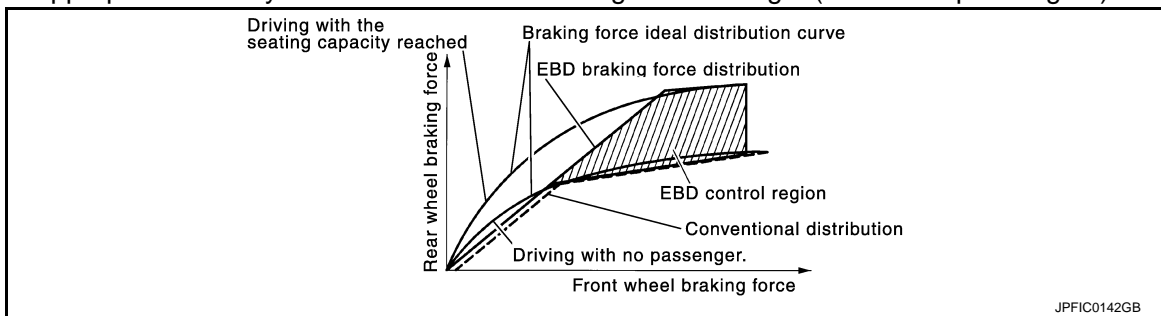 Driving with the
seating capacity reached
Braking force ideal distribution curve
EBD braking force distribution
Rear wheel braking force
EBD control region
Conventional distribution
Driving with no passenger.
Front wheel braking force
JPFIC0142GB